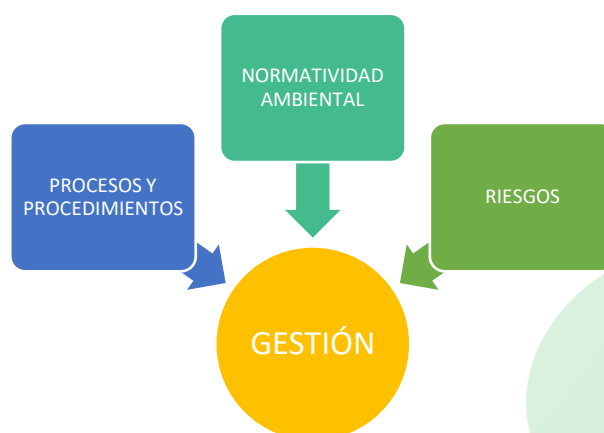 NORMATIVIDAD
AMBIENTAL
PROCESOS Y
PROCEDIMIENTOS
RIESGOS
GESTIÓN